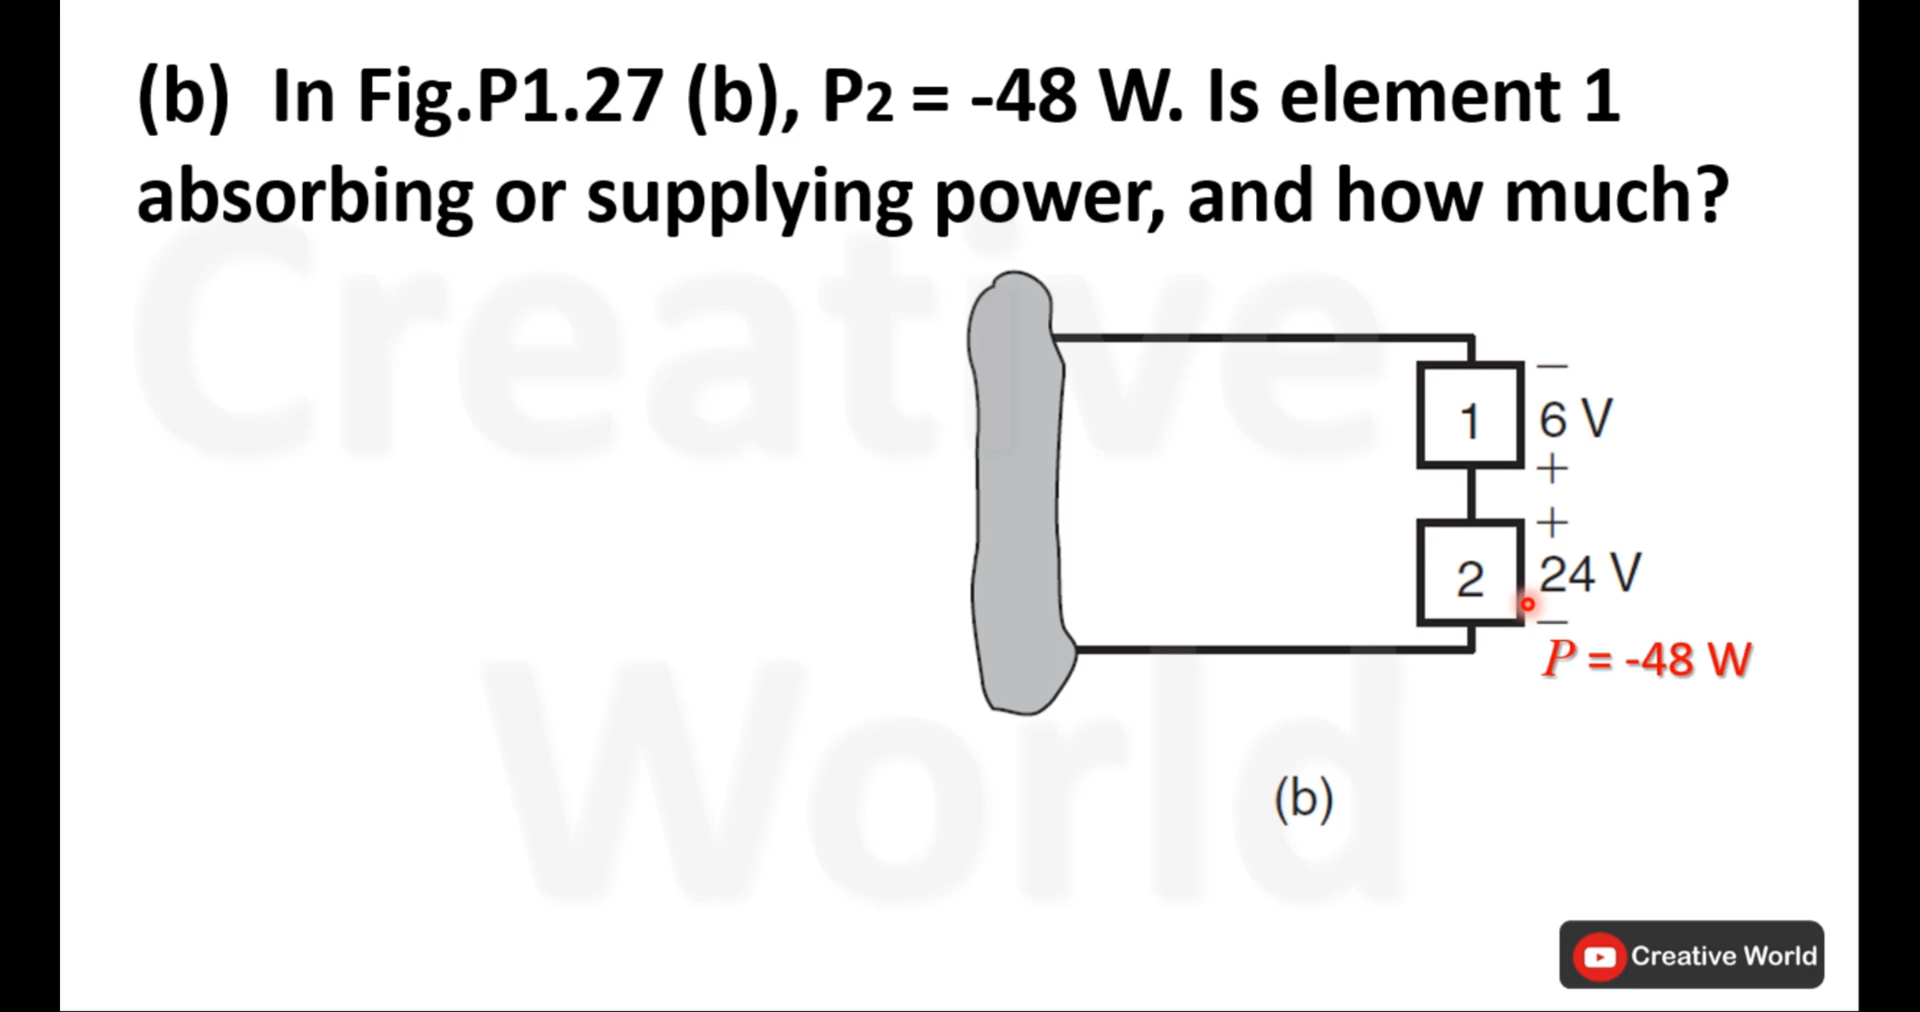 (b) In Fig.P1.27 (b), P2 = -48 W. Is element 1
absorbing or supplying power, and how much?
Creative
World
1
−
6 V
+
2
+
24 V
−
P = -48 W
(b)
Creative World